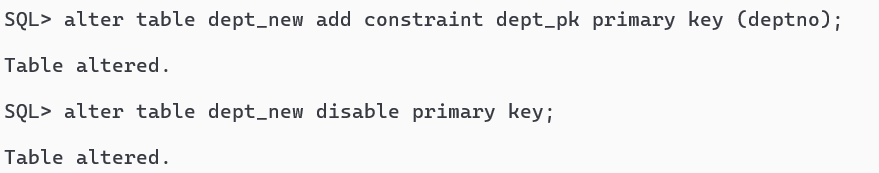 SQL> alter table dept_new add constraint dept_pk primary key (deptno);
Table altered.
SQL> alter table dept_new disable primary key;
Table altered.